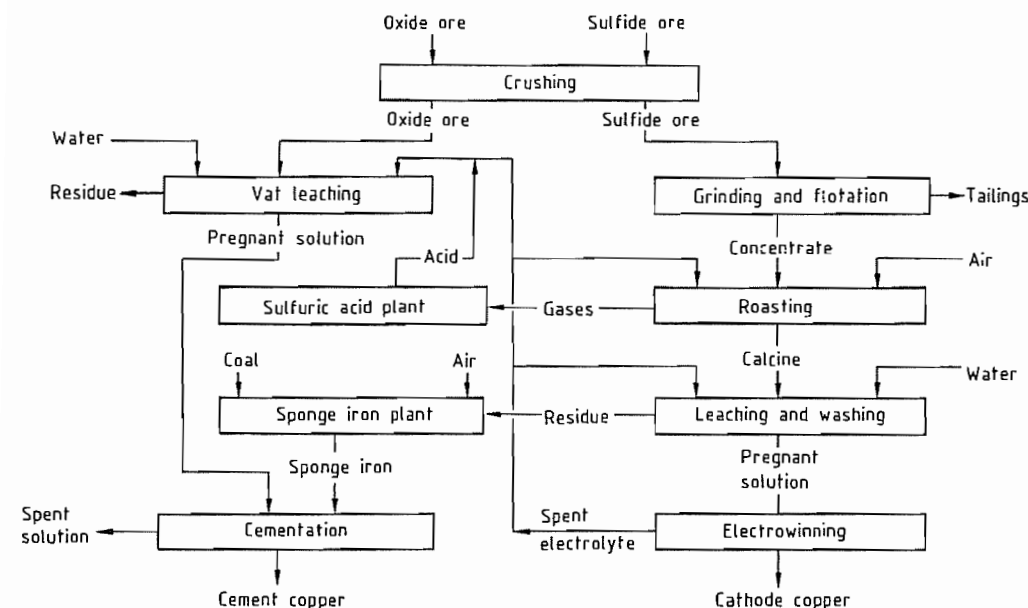 Oxide ore
Sulfide ore
Crushing
Oxide ore
Sulfide ore
Water
Residue
Vat leaching
Grinding and flotation
Tailings
Pregnant solution
Acid
Concentrate
Air
Sulfuric acid plant
Gases
Roasting
Coal
Air
Calcine
Water
Sponge iron plant
Residue
Leaching and washing
Sponge iron
Pregnant
solution
Spent
solution
Cementation
Spent
electrolyte
Electrowinning
Cement copper
Cathode copper